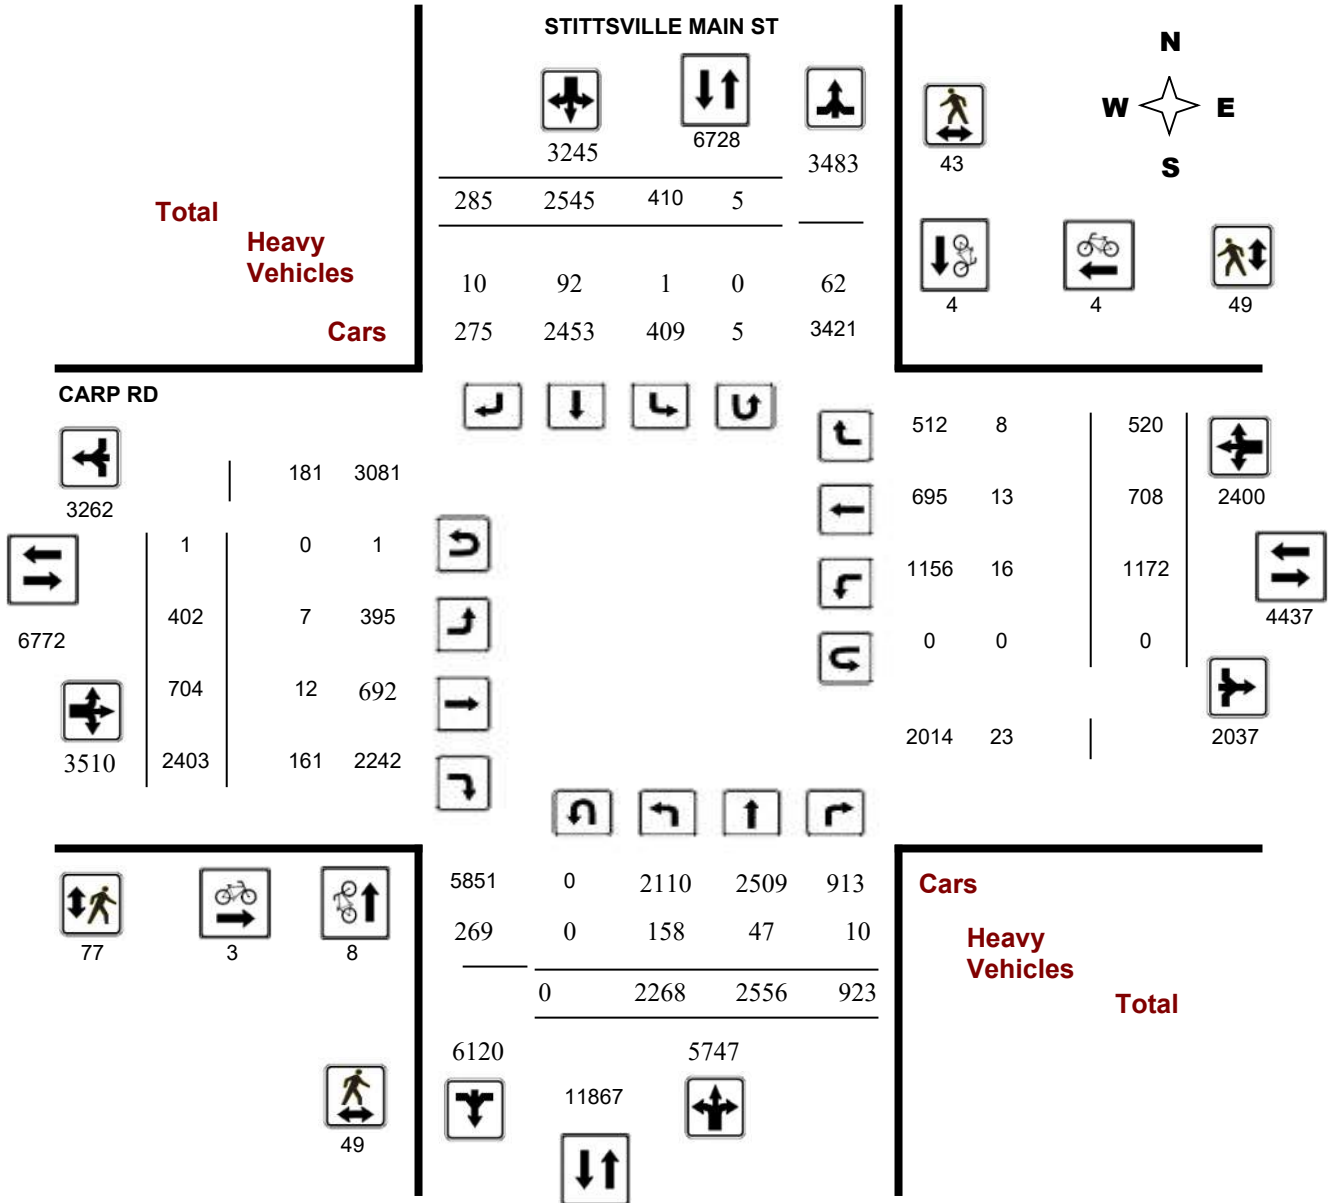 STITTSVILLE MAIN ST
N
W E
S
3245 6728 3483 43
285 2545 410 5
Total
Heavy
Vehicles
10 92 1 0 62
4 4 49
Cars 275 2453 409 5 3421
CARP RD
512 8 520
181 3081
3262
695 13 708 2400
1 0 1
1156 16 1172
402 7 395
4437
6772
0 0 0
704 12 692
2014 23 2037
3510 2403 161 2242
5851 0 2110 2509 913 Cars
269 0 158 47 10
Heavy
Vehicles
77 3 8
0 2268 2556 923 Total
6120 5747
11867
49